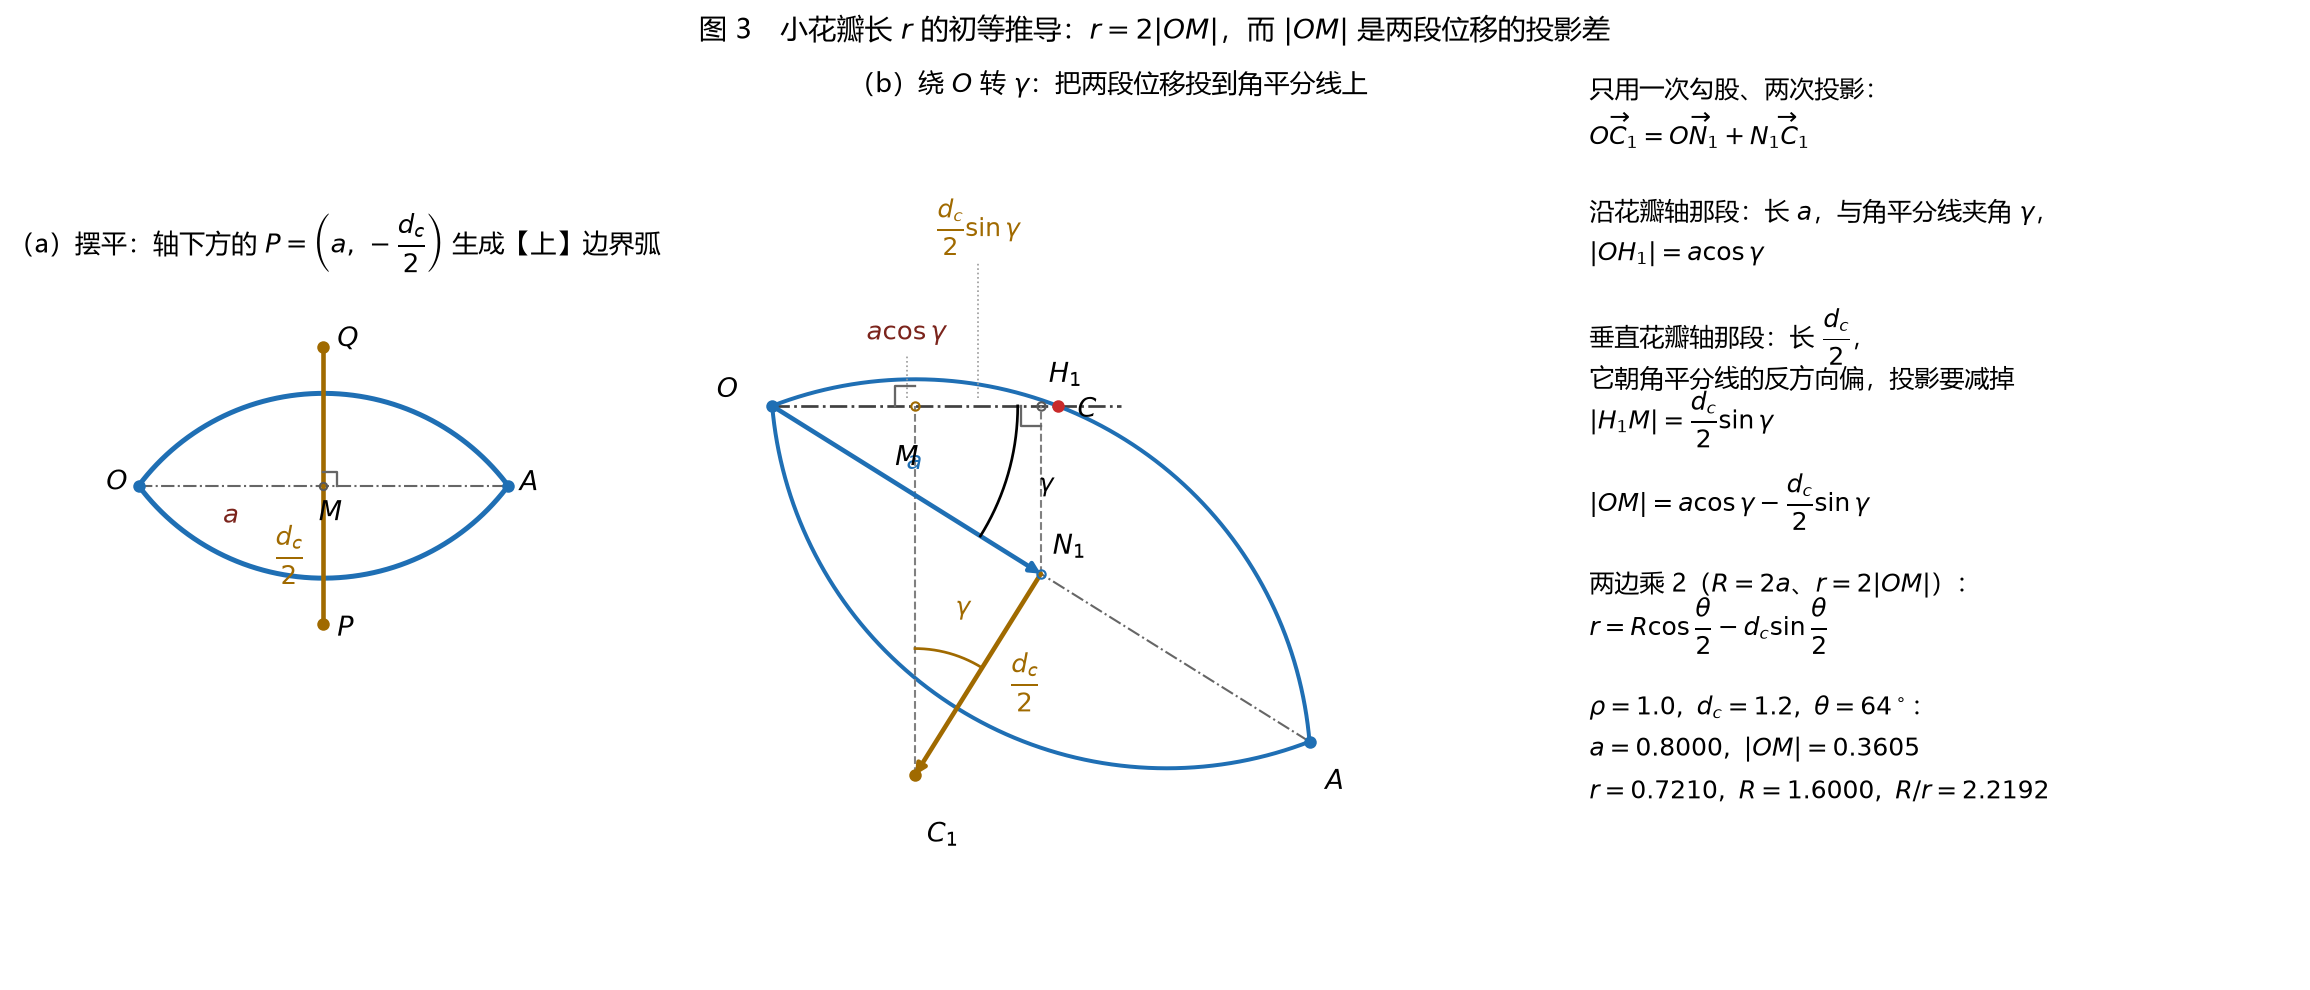 图 3　小花瓣长 r 的初等推导：r = 2|OM|，而 |OM| 是两段位移的投影差
（a）摆平：轴下方的 P = (a, − d_c/2) 生成【上】边界弧
Q
O
A
M
a
d_c/2
P
（b）绕 O 转 γ：把两段位移投到角平分线上
d_c/2 sin γ
a cos γ
H₁
O
C
M
a
γ
N₁
γ
d_c/2
A
C₁
只用一次勾股、两次投影：
OC₁→ = ON₁→ + N₁C₁→
沿花瓣轴那段：长 a，与角平分线夹角 γ，
|OH₁| = a cos γ
垂直花瓣轴那段：长 d_c/2，
它朝角平分线的反方向偏，投影要减掉
|H₁M| = d_c/2 sin γ
|OM| = a cos γ − d_c/2 sin γ
两边乘 2（R = 2a、r = 2|OM|）：
r = R cos θ/2 − d_c sin θ/2
ρ = 1.0, d_c = 1.2, θ = 64°：
a = 0.8000, |OM| = 0.3605
r = 0.7210, R = 1.6000, R/r = 2.2192